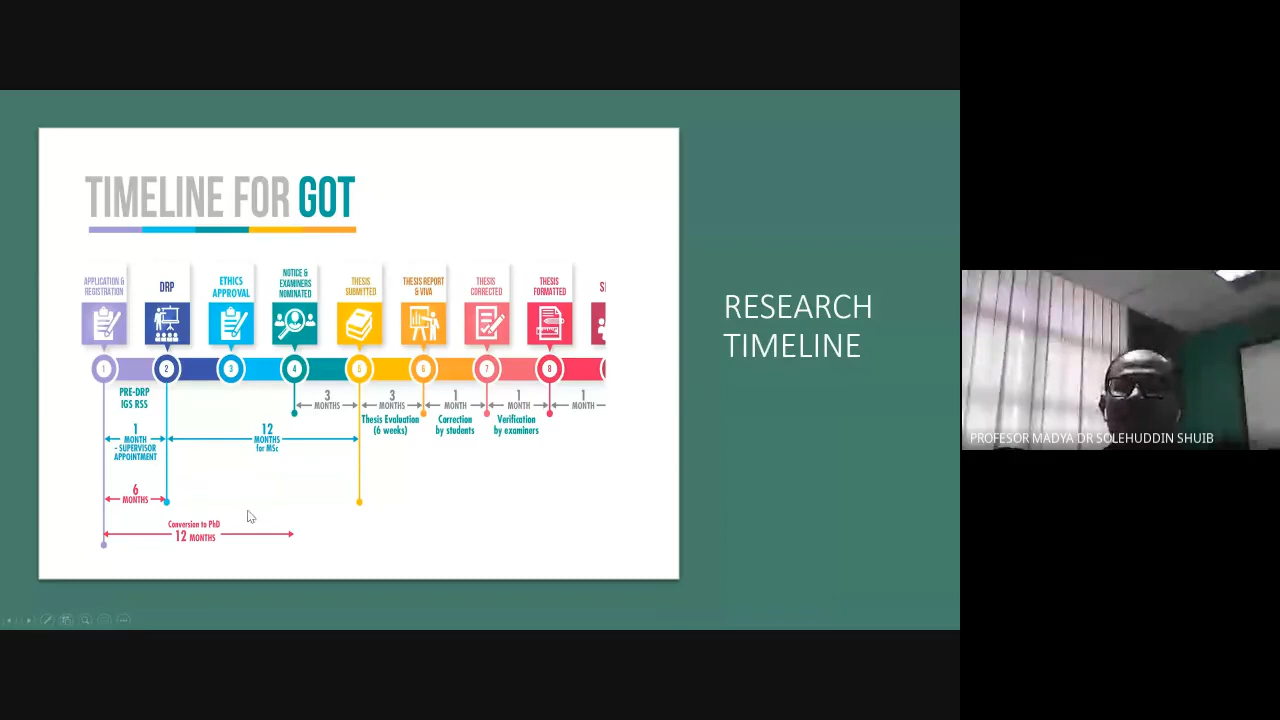 TIMELINE FOR GOT
APPLICATION &
REGISTRATION
DRP
ETHICS
APPROVAL
NOTICE &
EXAMINERS
NOMINATED
THESIS
SUBMITTED
THESIS REPORT
& VIVA
THESIS
CORRECTED
THESIS
FORMATTED
1
2
3
4
5
6
7
8
PRE-DRP
IGS RSS
3
MONTHS
3
MONTHS
1
MONTH
1
MONTH
1
MONTH
Thesis Evaluation
(6 weeks)
Correction
by students
Verification
by examiners
1
MONTH
- SUPERVISOR
APPOINTMENT
12
MONTHS
for MSc
6
MONTHS
Conversion to PhD
12 MONTHS
RESEARCH
TIMELINE
PROFESOR MADYA DR SOLEHUDDIN SHUIB